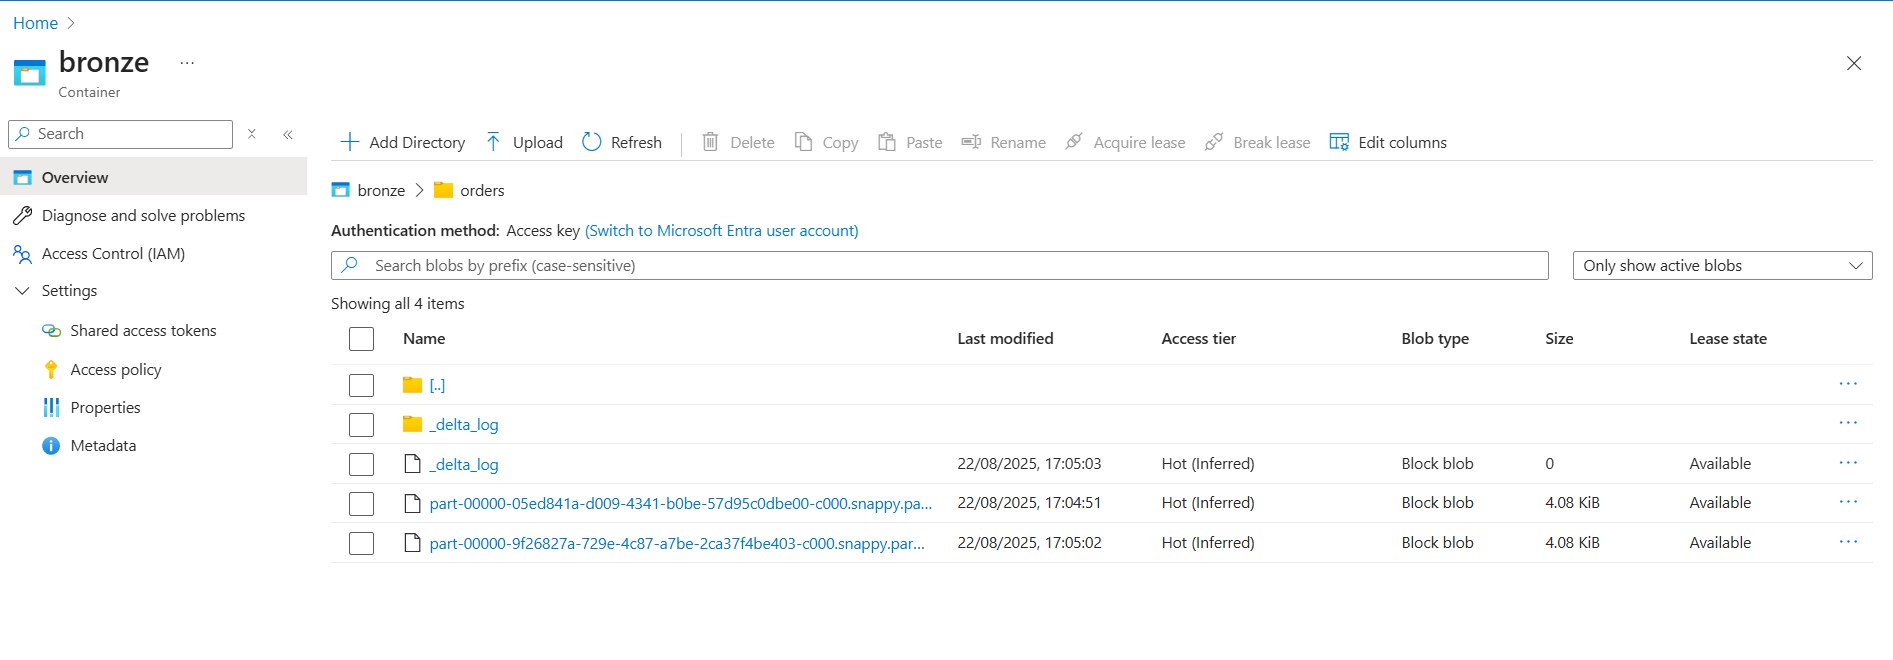 Home
bronze ...
Container
Search
Overview
Diagnose and solve problems
Access Control (IAM)
Settings
Shared access tokens
Access policy
Properties
Metadata
Add Directory Upload Refresh Delete Copy Paste Rename Acquire lease Break lease Edit columns
bronze > orders
Authentication method: Access key (Switch to Microsoft Entra user account)
Search blobs by prefix (case-sensitive) Only show active blobs
Showing all 4 items
Name Last modified Access tier Blob type Size Lease state
[..] ...
_delta_log ...
_delta_log 22/08/2025, 17:05:03 Hot (Inferred) Block blob 0 Available ...
part-00000-05ed841a-d009-4341-b0be-57d95c0dbe00-c000.snappy.pa... 22/08/2025, 17:04:51 Hot (Inferred) Block blob 4.08 KiB Available ...
part-00000-9f26827a-729e-4c87-a7be-2ca37f4be403-c000.snappy.par... 22/08/2025, 17:05:02 Hot (Inferred) Block blob 4.08 KiB Available ...